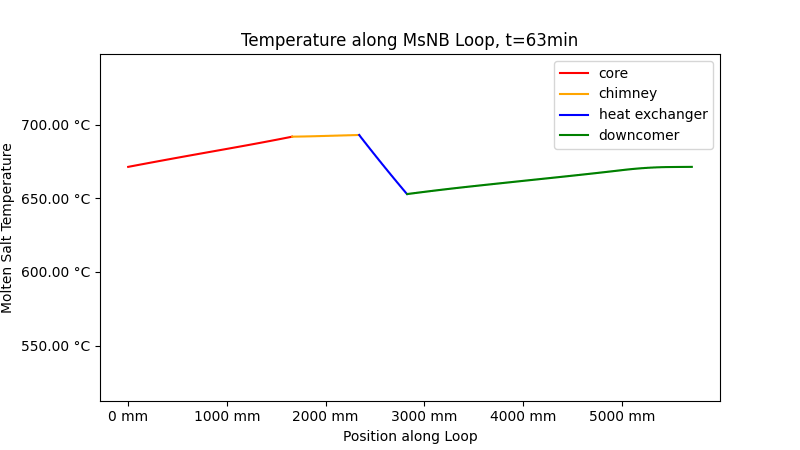 Temperature along MsNB Loop, t=63min
core
chimney
heat exchanger
downcomer
700.00 °C
650.00 °C
600.00 °C
550.00 °C
Molten Salt Temperature
0 mm
1000 mm
2000 mm
3000 mm
4000 mm
5000 mm
Position along Loop